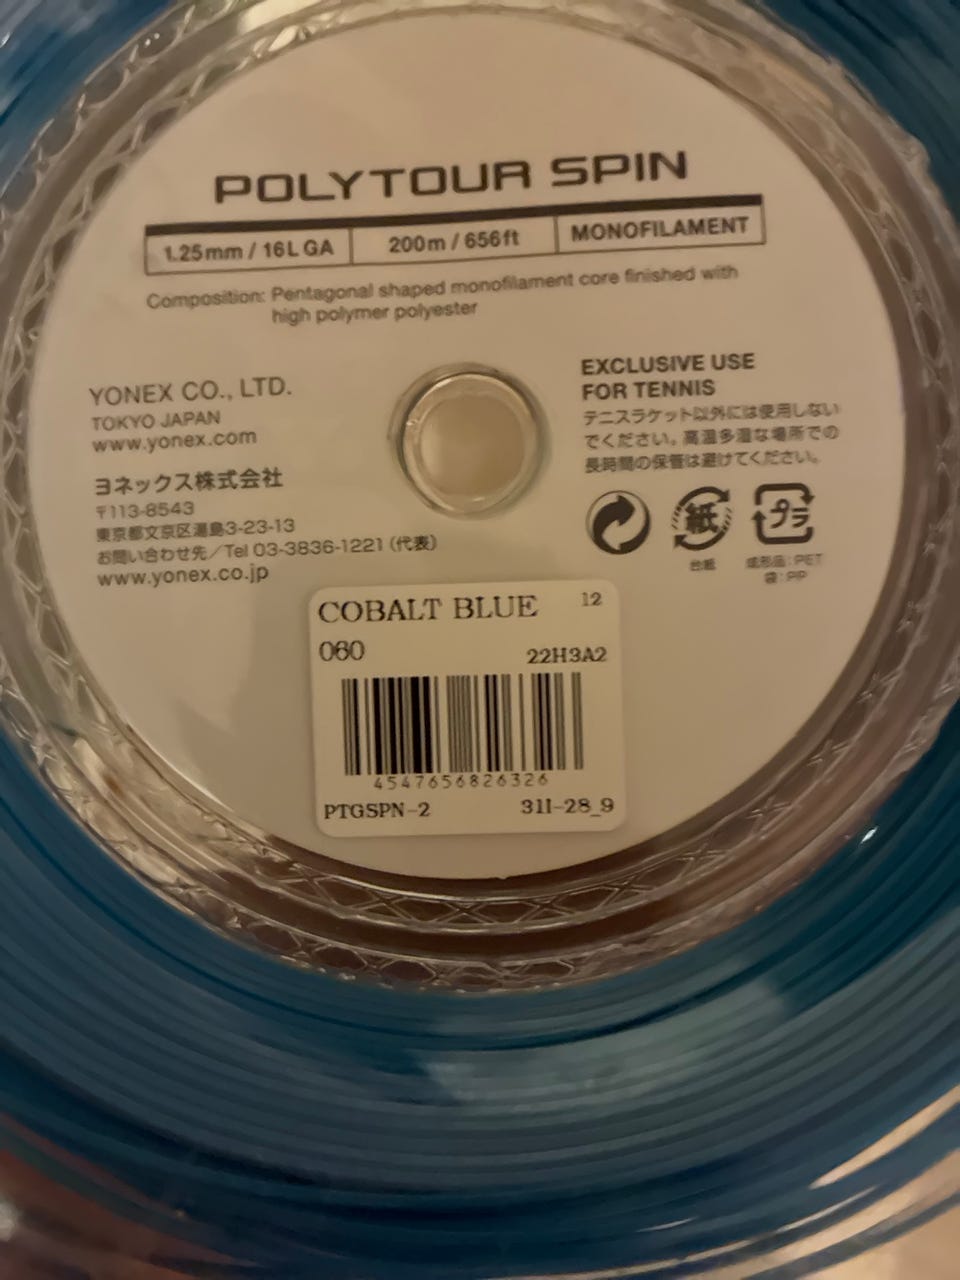 POLYTOUR SPIN
1.25mm / 16L GA 200m / 656ft MONOFILAMENT
Composition: Pentagonal shaped monofilament core finished with
high polymer polyester
YONEX CO., LTD.
TOKYO JAPAN
www.yonex.com
ヨネックス株式会社
〒113-8543
東京都文京区湯島3-23-13
お問い合わせ先／Tel 03-3836-1221 (代表)
www.yonex.co.jp
EXCLUSIVE USE
FOR TENNIS
テニスラケット以外には使用しない
でください。高温多湿な場所での
長時間の保管は避けてください。
紙 プラ
台紙 成形品：PET
袋：PP
COBALT BLUE 12
060 22H3A2
4547656826326
PTGSPN-2 311-28_9